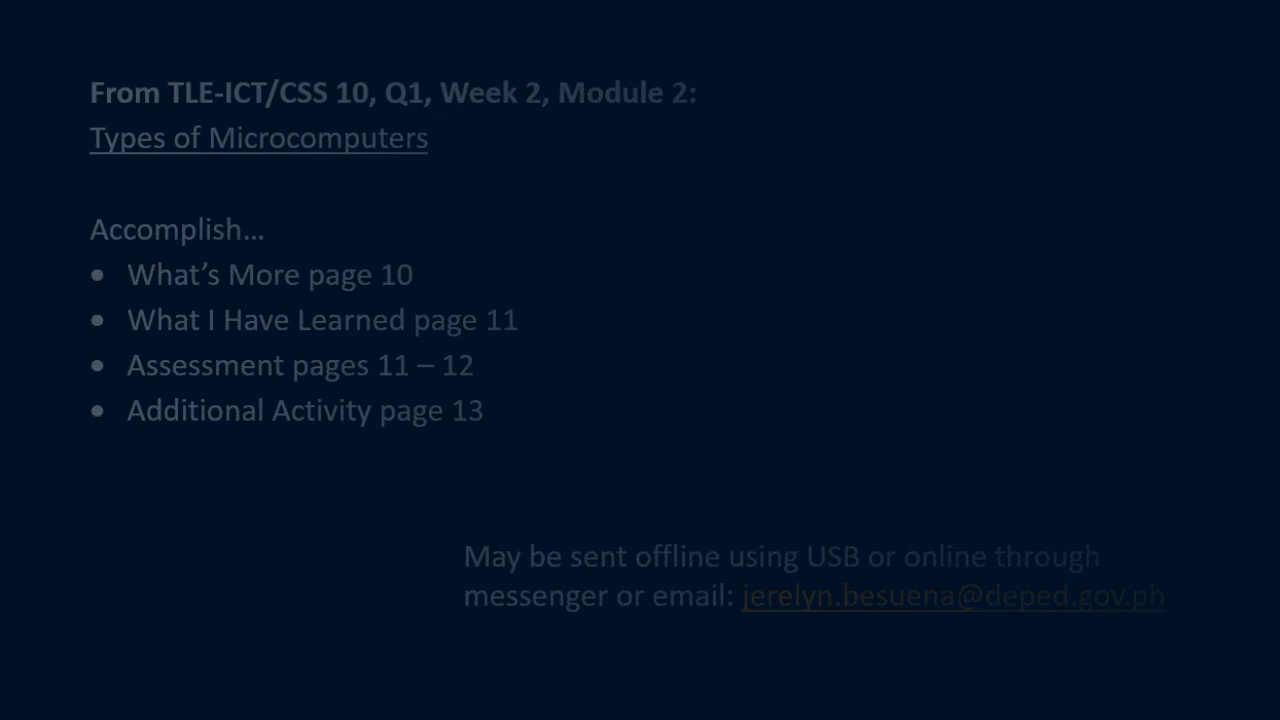 From TLE-ICT/CSS 10, Q1, Week 2, Module 2:
Types of Microcomputers
Accomplish…
• What’s More page 10
• What I Have Learned page 11
• Assessment pages 11 – 12
• Additional Activity page 13
May be sent offline using USB or online through
messenger or email: jerelyn.besuena@deped.gov.ph